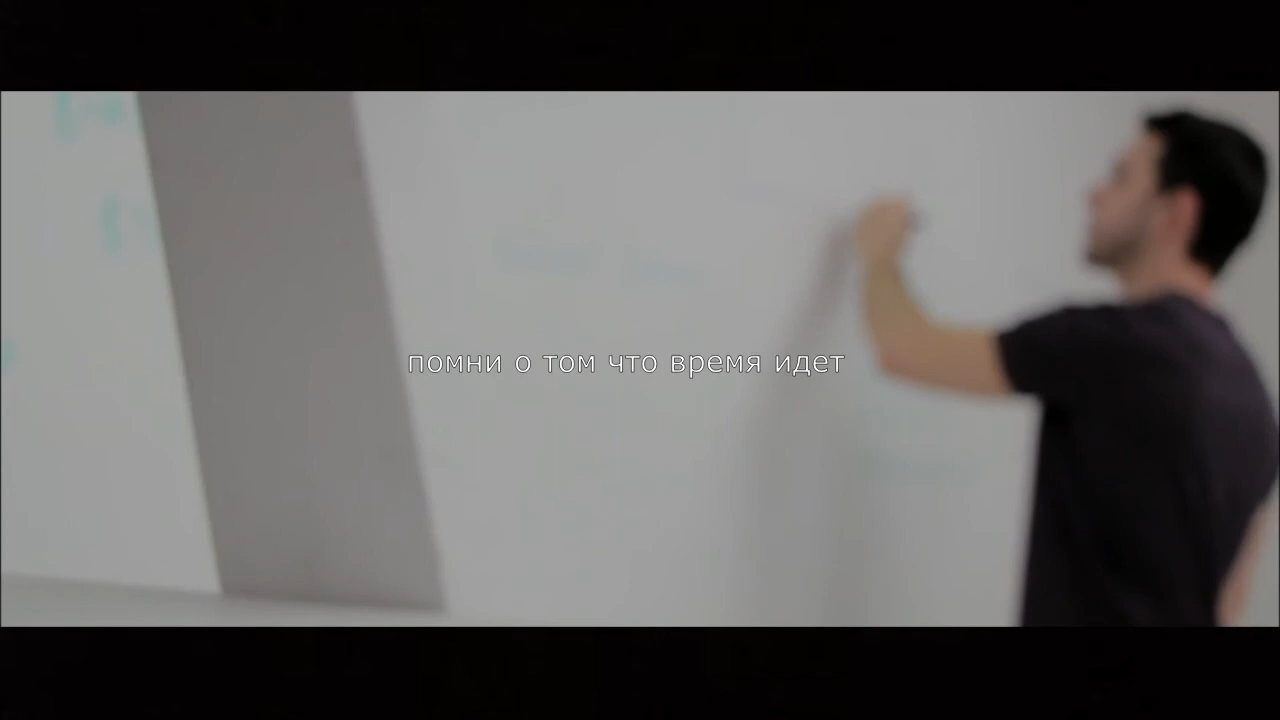 помни о том что время идет